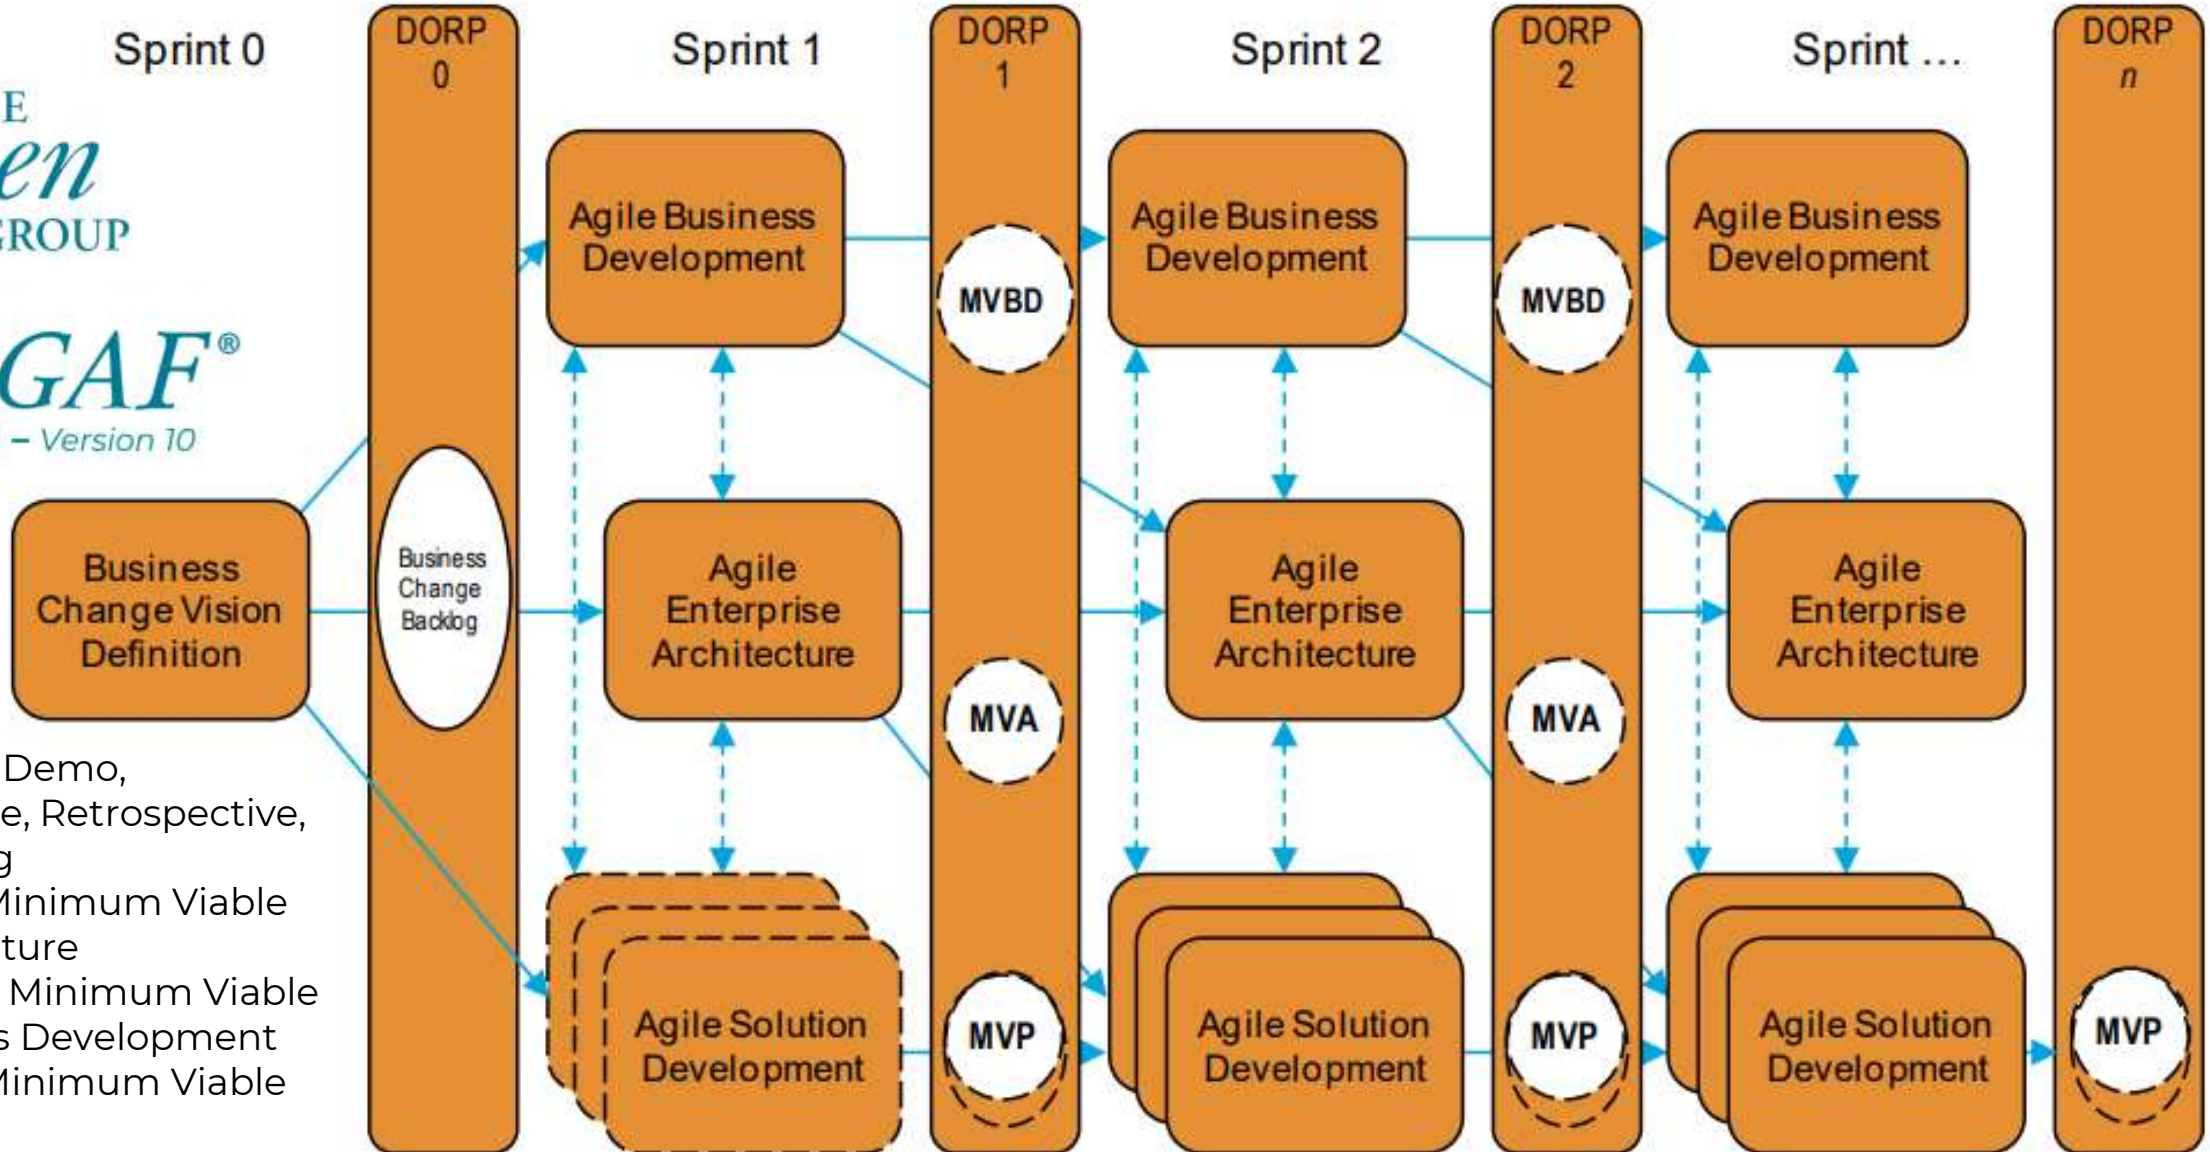 Sprint 0
DORP
0
Sprint 1
DORP
1
Sprint 2
DORP
2
Sprint ...
DORP
n
E
en
GROUP
GAF®
– Version 10
Agile Business
Development
MVBD
Agile Business
Development
MVBD
Agile Business
Development
Business
Change Vision
Definition
Business
Change
Backlog
Agile
Enterprise
Architecture
MVA
Agile
Enterprise
Architecture
MVA
Agile
Enterprise
Architecture
Demo,
e, Retrospective,
g
Minimum Viable
ture
Minimum Viable
s Development
Minimum Viable
Agile Solution
Development
MVP
Agile Solution
Development
MVP
Agile Solution
Development
MVP